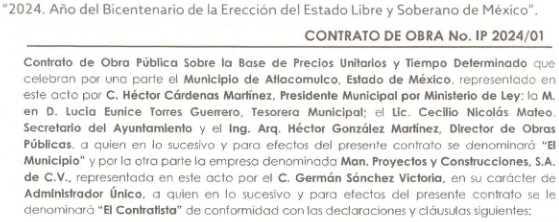 "2024. Año del Bicentenario de la Erección del Estado Libre y Soberano de México".
CONTRATO DE OBRA No. IP 2024/01
Contrato de Obra Pública Sobre la Base de Precios Unitarios y Tiempo Determinado que
celebran por una parte el Municipio de Atlacomulco, Estado de México, representado en
este acto por C. Héctor Cárdenas Martínez, Presidente Municipal por Ministerio de Ley; la M.
en D. Lucia Eunice Torres Guerrero, Tesorera Municipal; el Lic. Cecilio Nicolás Mateo,
Secretario del Ayuntamiento y el Ing. Arq. Héctor González Martínez, Director de Obras
Públicas, a quien en lo sucesivo y para efectos del presente contrato se denominará "El
Municipio" y por la otra parte la empresa denominada Man. Proyectos y Construcciones, S.A.
de C.V., representada en este acto por el C. Germán Sánchez Victoria, en su carácter de
Administrador Único, a quien en lo sucesivo y para efectos del presente contrato se le
denominará "El Contratista" de conformidad con las declaraciones y cláusulas siguientes: